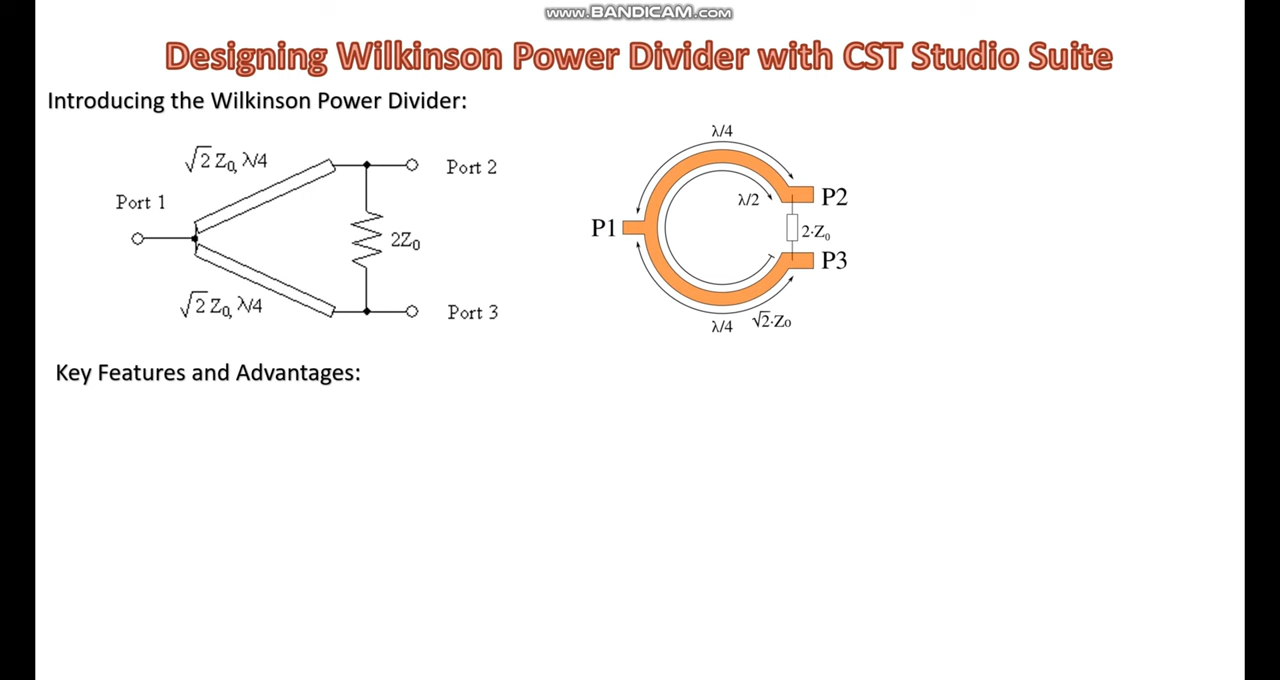 www.BANDICAM.com
Designing Wilkinson Power Divider with CST Studio Suite
Introducing the Wilkinson Power Divider:
√2 Z₀, λ/4
Port 1
Port 2
2Z₀
√2 Z₀, λ/4
Port 3
λ/4
λ/2
P1
P2
2·Z₀
P3
λ/4
√2·Z₀
Key Features and Advantages: